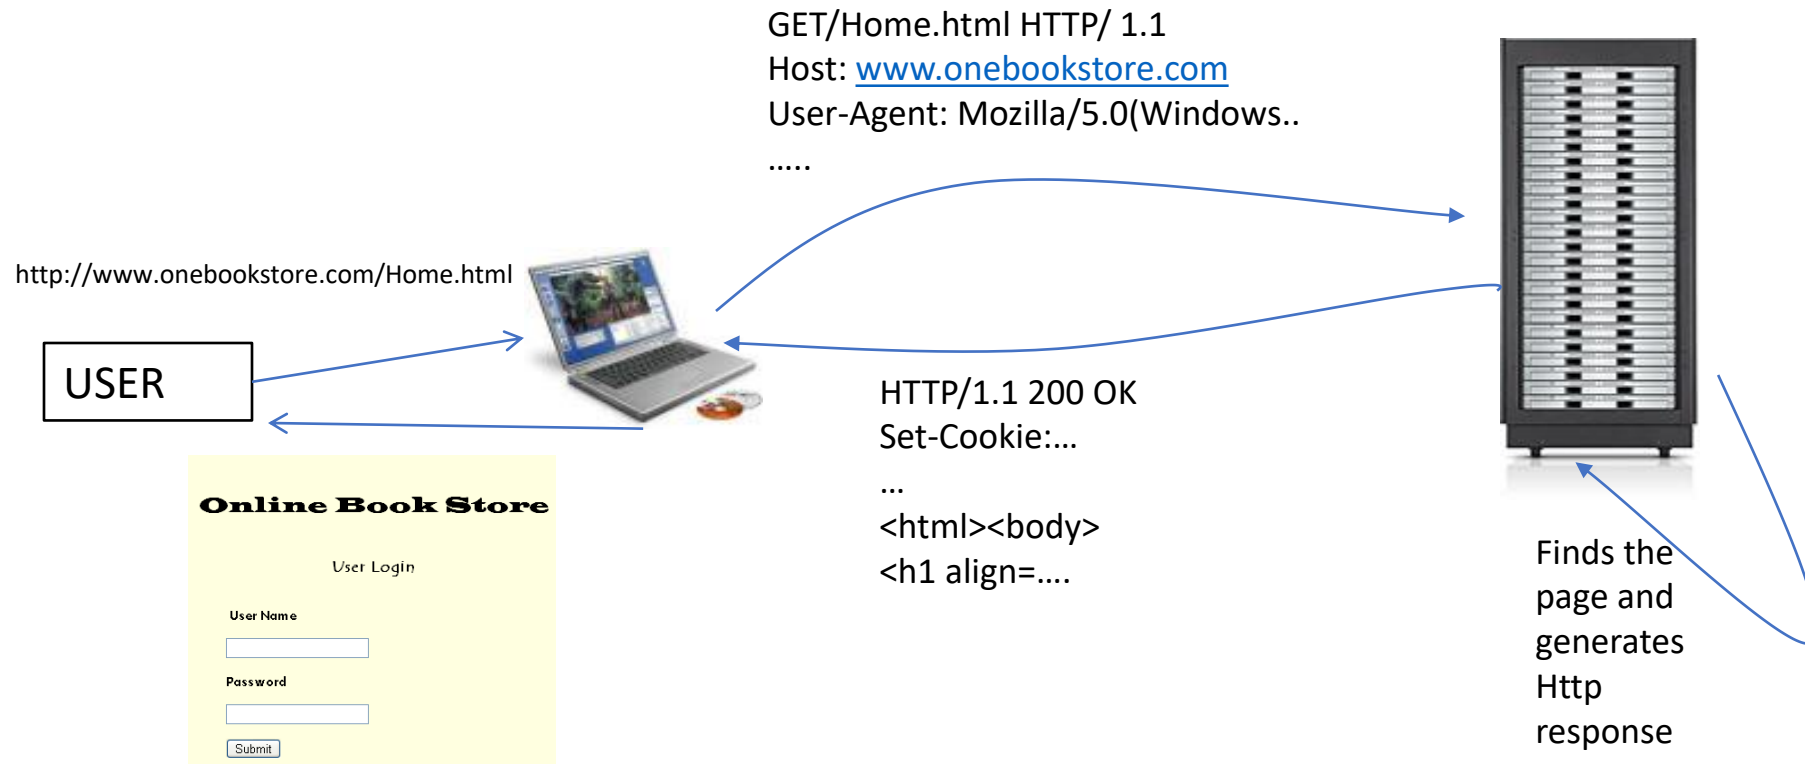 GET/Home.html HTTP/ 1.1
Host: www.onebookstore.com
User-Agent: Mozilla/5.0(Windows..
…..
http://www.onebookstore.com/Home.html
USER
HTTP/1.1 200 OK
Set-Cookie:…
…
<html><body>
<h1 align=….
Online Book Store
User Login
User Name
Password
Submit
Finds the
page and
generates
Http
response